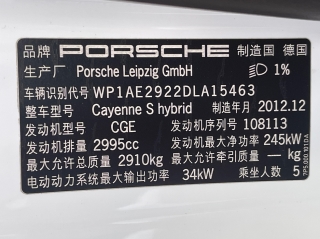 品牌 PORSCHE 制造国 德国
生产厂 Porsche Leipzig GmbH 1%
车辆识别代号 WP1AE2922DLA15463
整车型号 Cayenne S hybrid 制造年月 2012.12
发动机型号 CGE 发动机序列号 108113
发动机排量 2995cc 发动机最大净功率 245kW
最大允许总质量 2910kg 最大允许牵引质量 — kg
电动动力系统最大输出功率 34kW 乘坐人数 5